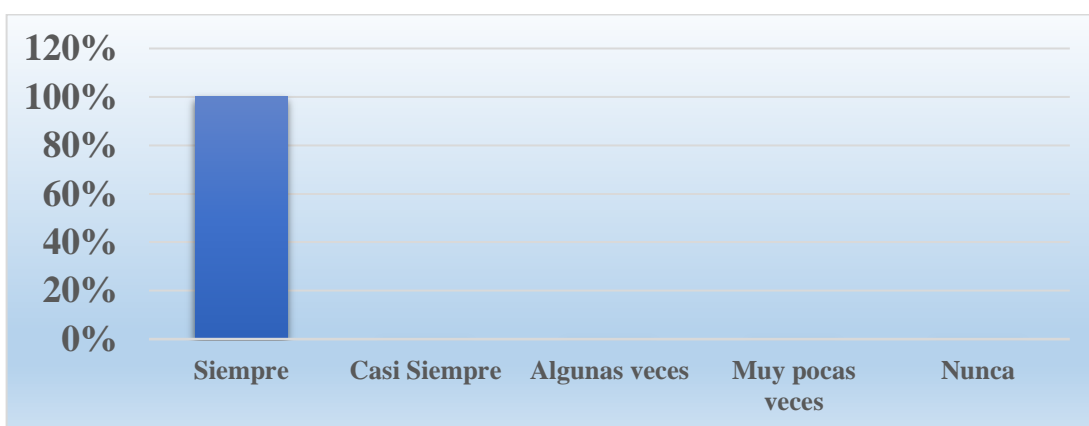 120%
100%
80%
60%
40%
20%
0%
Siempre
Casi Siempre
Algunas veces
Muy pocas
veces
Nunca